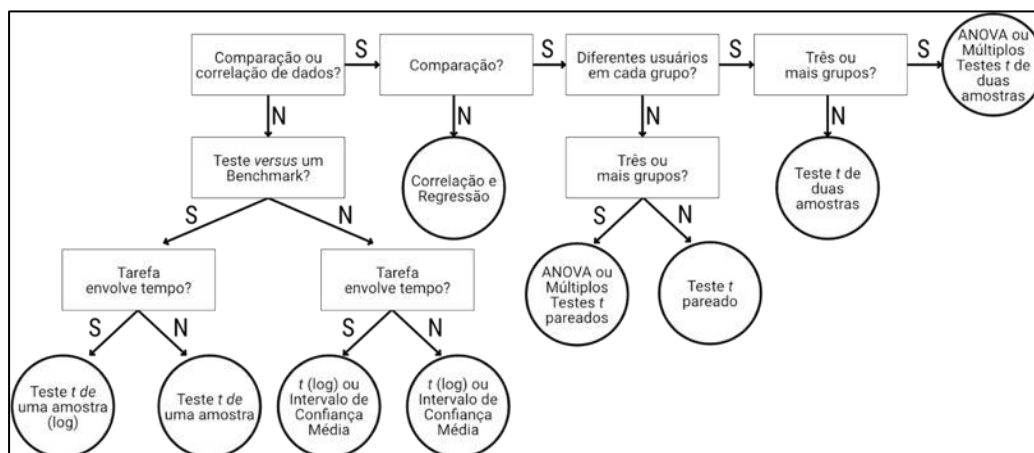 Comparação ou
correlação de dados?
S
Comparação?
S
Diferentes usuários
em cada grupo?
S
Três ou
mais grupos?
S
ANOVA ou
Múltiplos
Testes t de
duas
amostras
N
N
N
N
Teste versus um
Benchmark?
Correlação e
Regressão
Três ou
mais grupos?
Teste t de
duas
amostras
S
N
S
N
Tarefa
envolve tempo?
Tarefa
envolve tempo?
ANOVA ou
Múltiplos
Testes t
pareados
Teste t
pareado
S
N
S
N
Teste t de
uma amostra
(log)
Teste t de
uma amostra
t (log) ou
Intervalo de
Confiança
Média
t (log) ou
Intervalo de
Confiança
Média